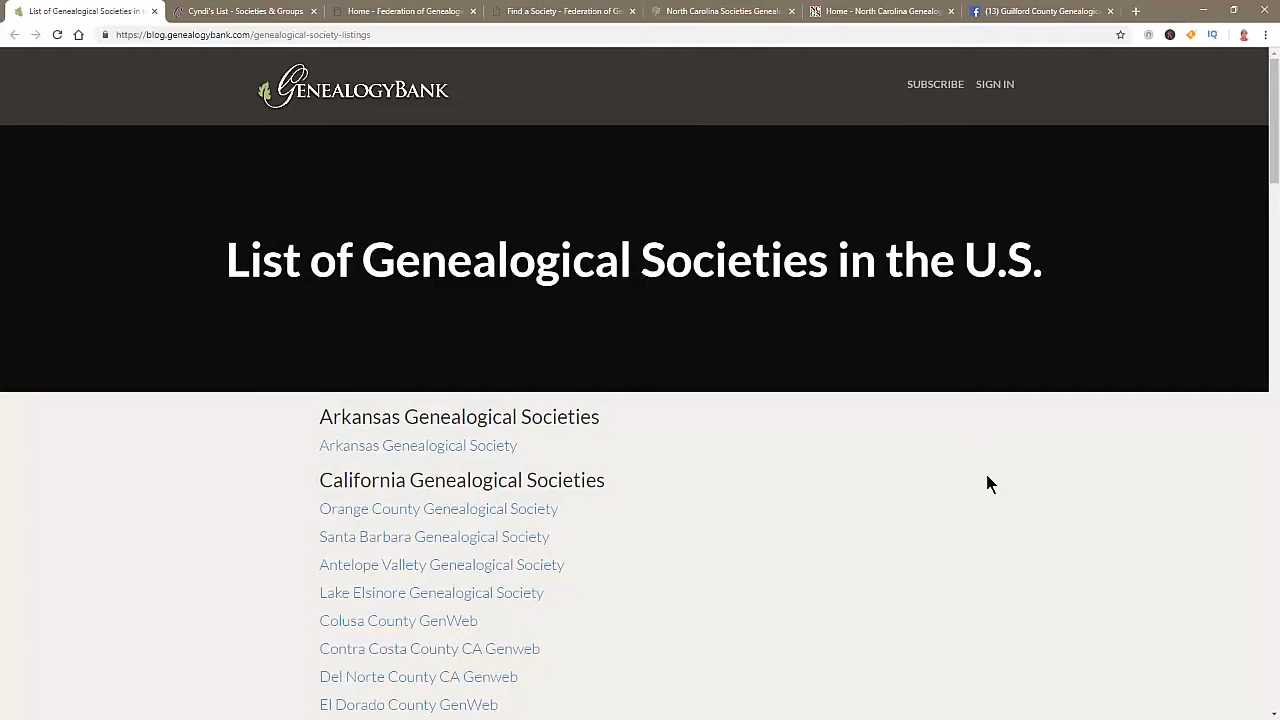 List of Genealogical Societies in
Cyndi's List - Societies & Groups
Home - Federation of Genealog
Find a Society - Federation of Ge
North Carolina Societies Geneal
Home - North Carolina Genealog
(13) Guilford County Genealogica
https://blog.genealogybank.com/genealogical-society-listings
IQ
GENEALOGYBANK
SUBSCRIBE SIGN IN
List of Genealogical Societies in the U.S.
Arkansas Genealogical Societies
Arkansas Genealogical Society
California Genealogical Societies
Orange County Genealogical Society
Santa Barbara Genealogical Society
Antelope Vallety Genealogical Society
Lake Elsinore Genealogical Society
Colusa County GenWeb
Contra Costa County CA Genweb
Del Norte County CA Genweb
El Dorado County GenWeb